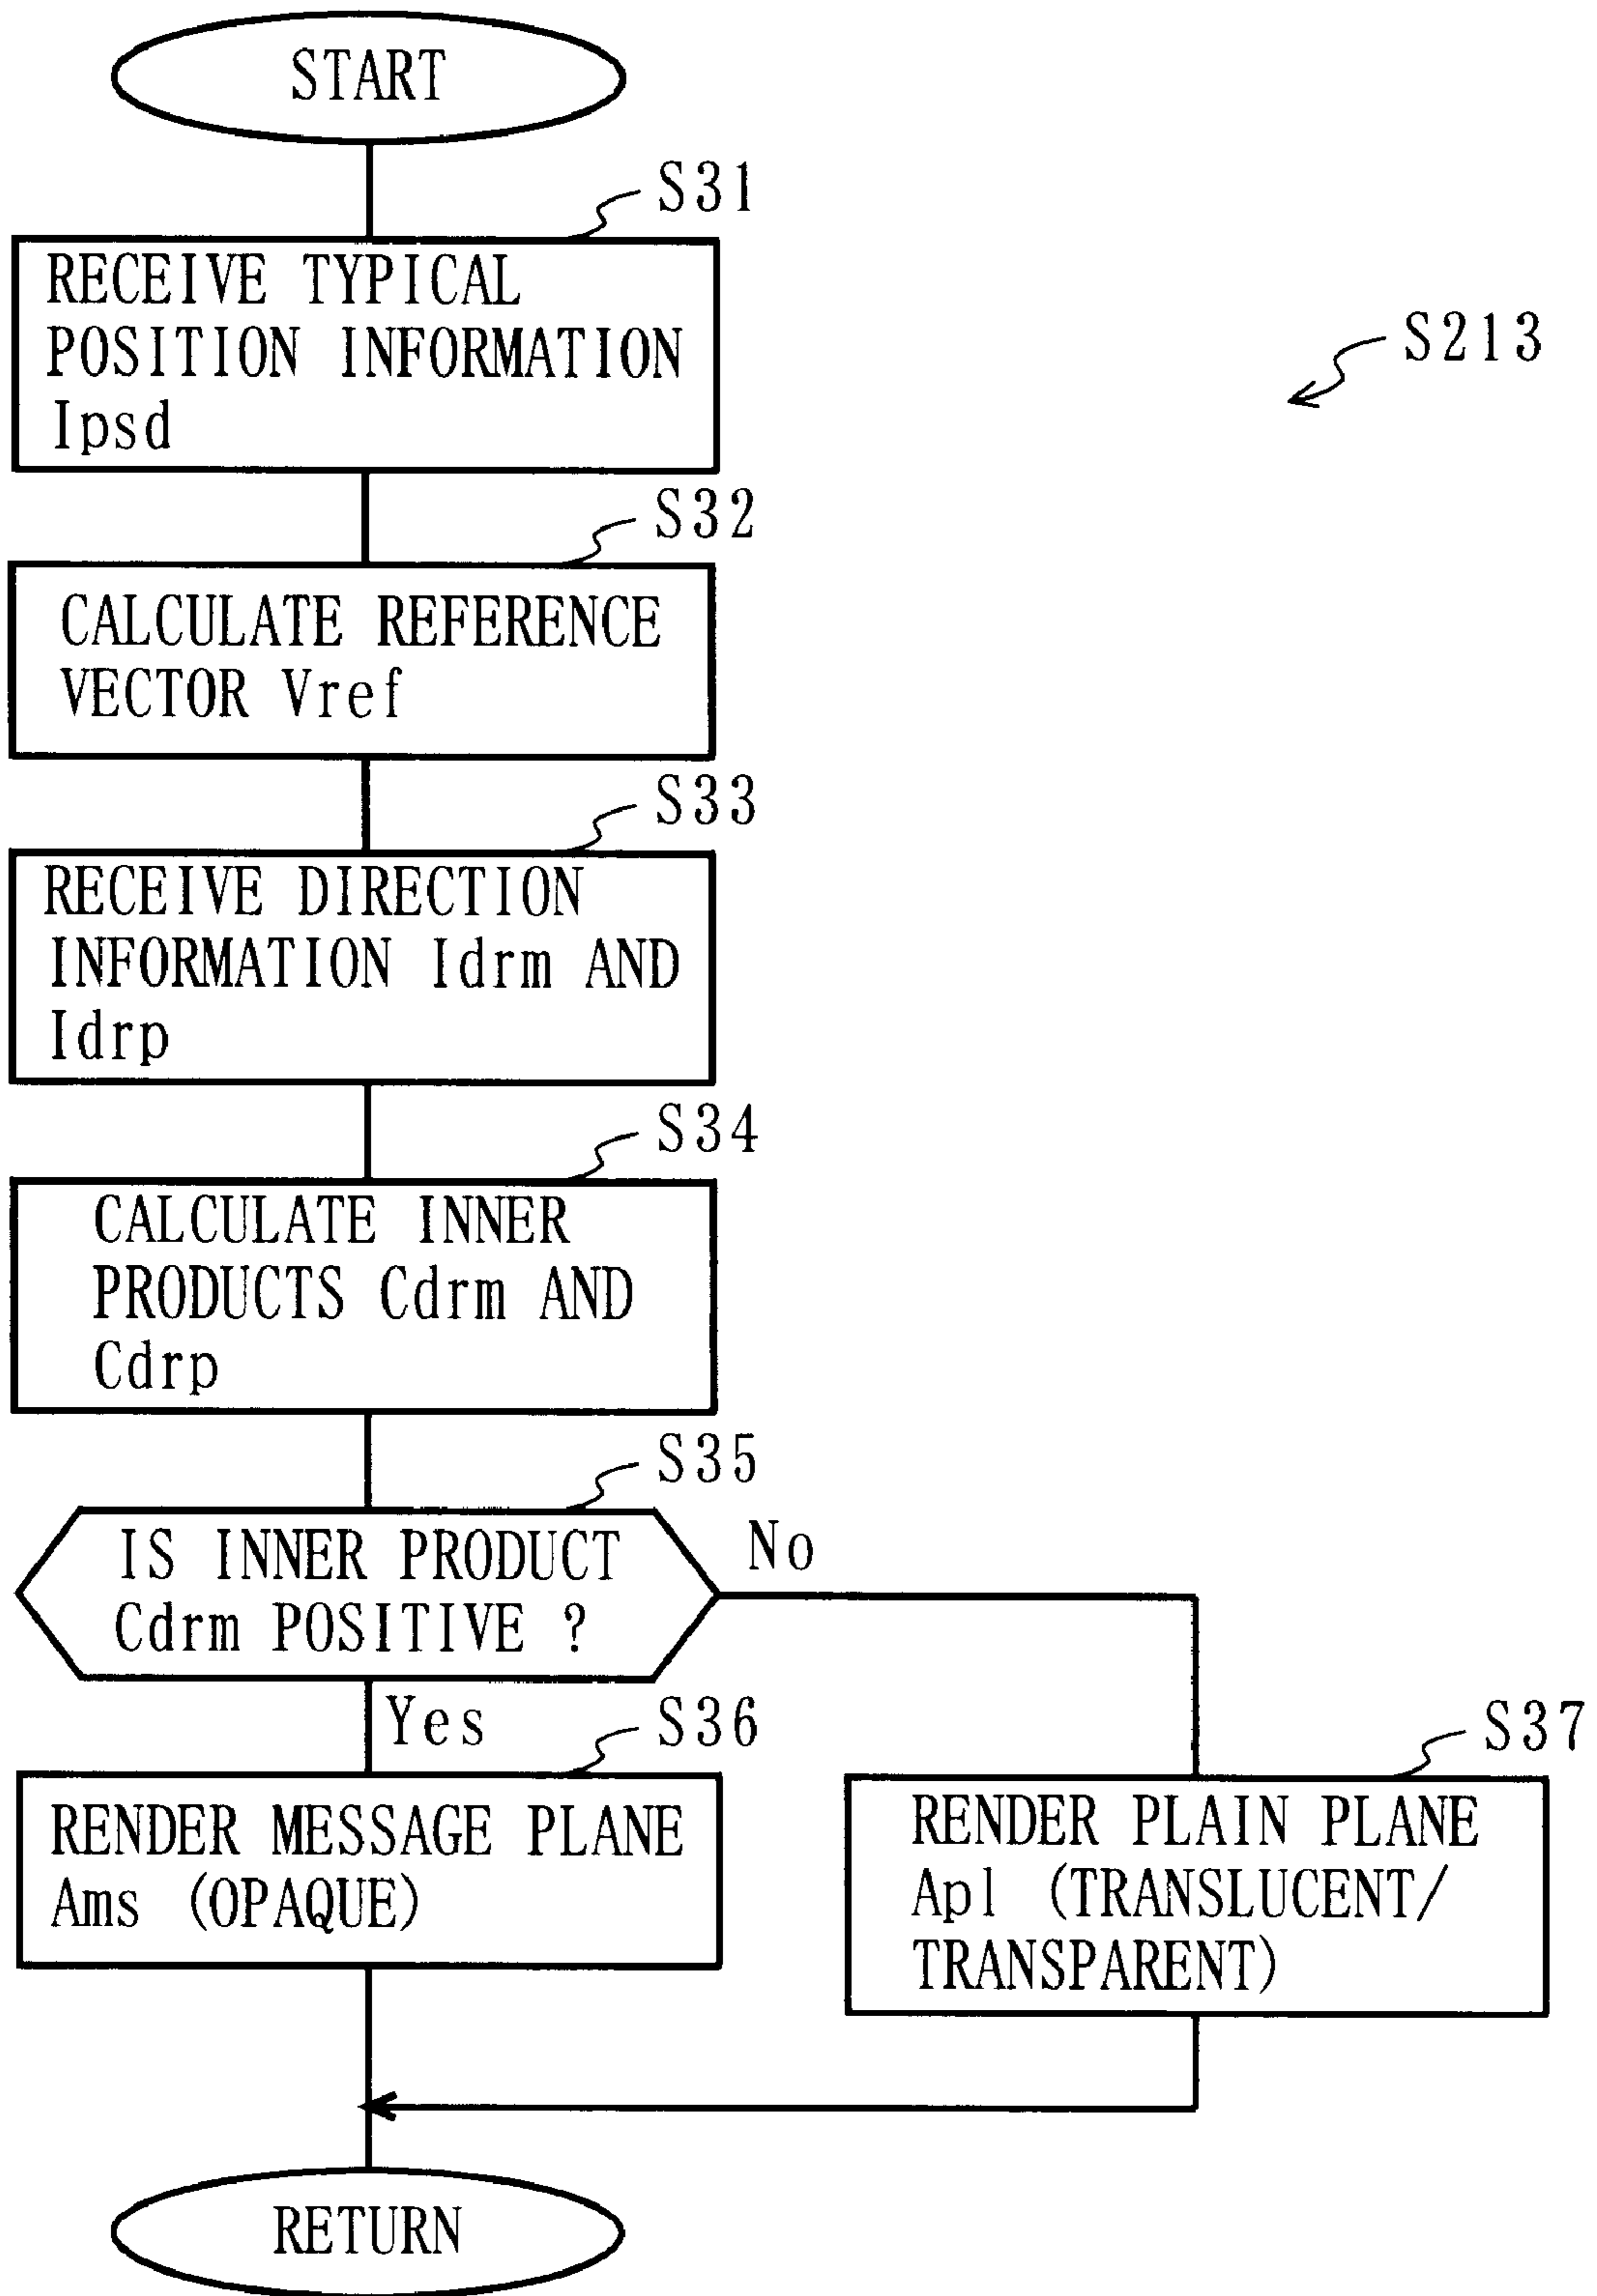 START
S31
RECEIVE TYPICAL
POSITION INFORMATION
Ipsd
S213
S32
CALCULATE REFERENCE
VECTOR Vref
S33
RECEIVE DIRECTION
INFORMATION Idrm AND
Idrp
S34
CALCULATE INNER
PRODUCTS Cdrm AND
Cdrp
S35
IS INNER PRODUCT
Cdrm POSITIVE ?
No
Yes
S36
RENDER MESSAGE PLANE
Ams (OPAQUE)
S37
RENDER PLAIN PLANE
Apl (TRANSLUCENT/
TRANSPARENT)
RETURN